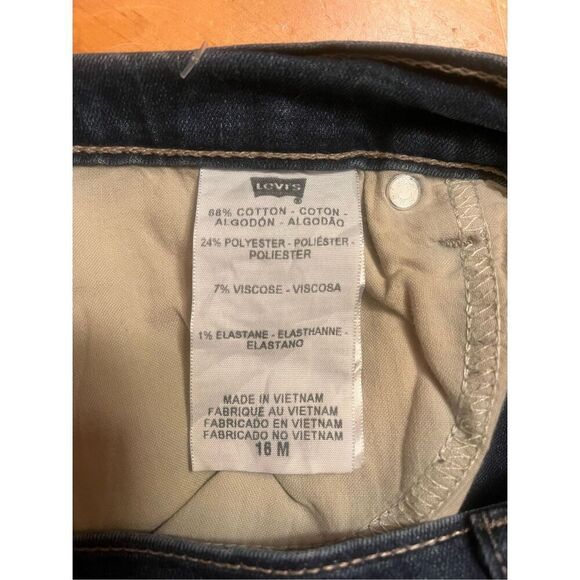 Levi's
®
68% COTTON - COTON -
ALGODÓN - ALGODÃO
24% POLYESTER - POLIÉSTER -
POLIESTER
7% VISCOSE - VISCOSA
1% ELASTANE - ELASTHANNE -
ELASTANO
MADE IN VIETNAM
FABRIQUE AU VIETNAM
FABRICADO EN VIETNAM
FABRICADO NO VIETNAM
16 M